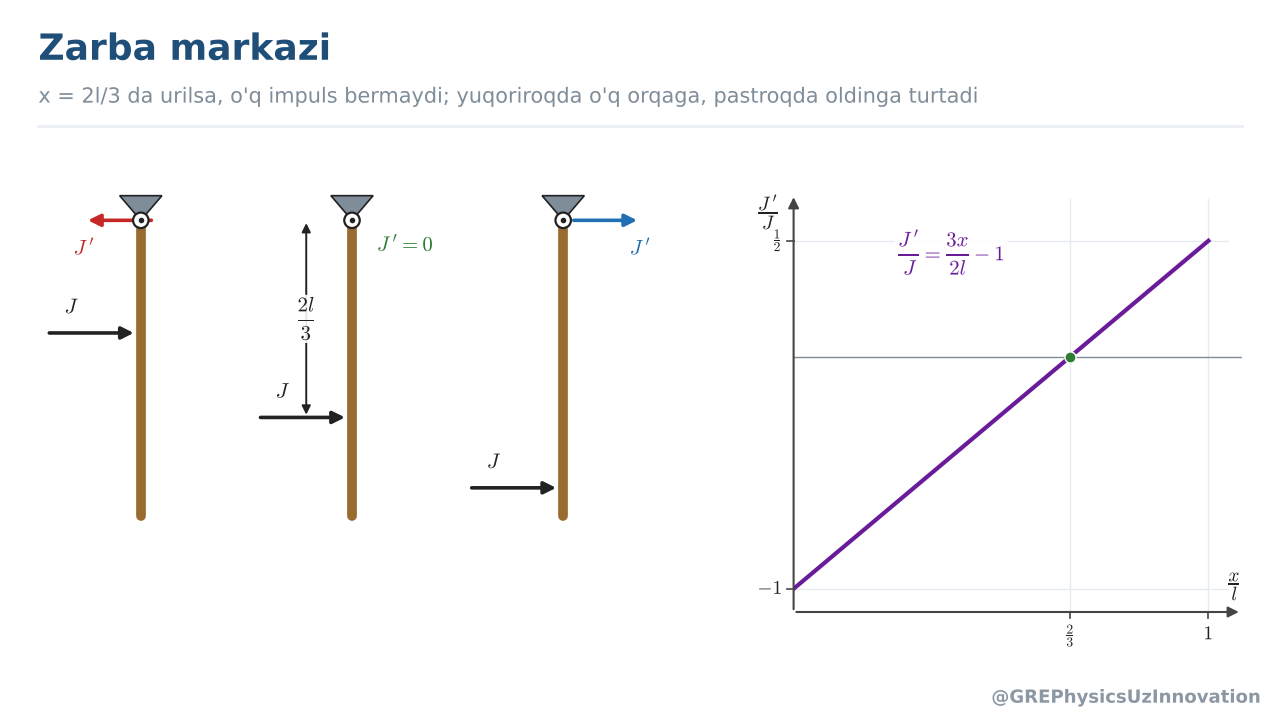 Zarba markazi
x = 2l/3 da urilsa, o'q impuls bermaydi; yuqoriroqda o'q orqaga, pastroqda oldinga turtadi
J'
J
J' = 0
2l/3
J
J'
J
J'/J
1/2
J'/J = 3x/2l − 1
−1
x/l
2/3
1
@GREPhysicsUzInnovation